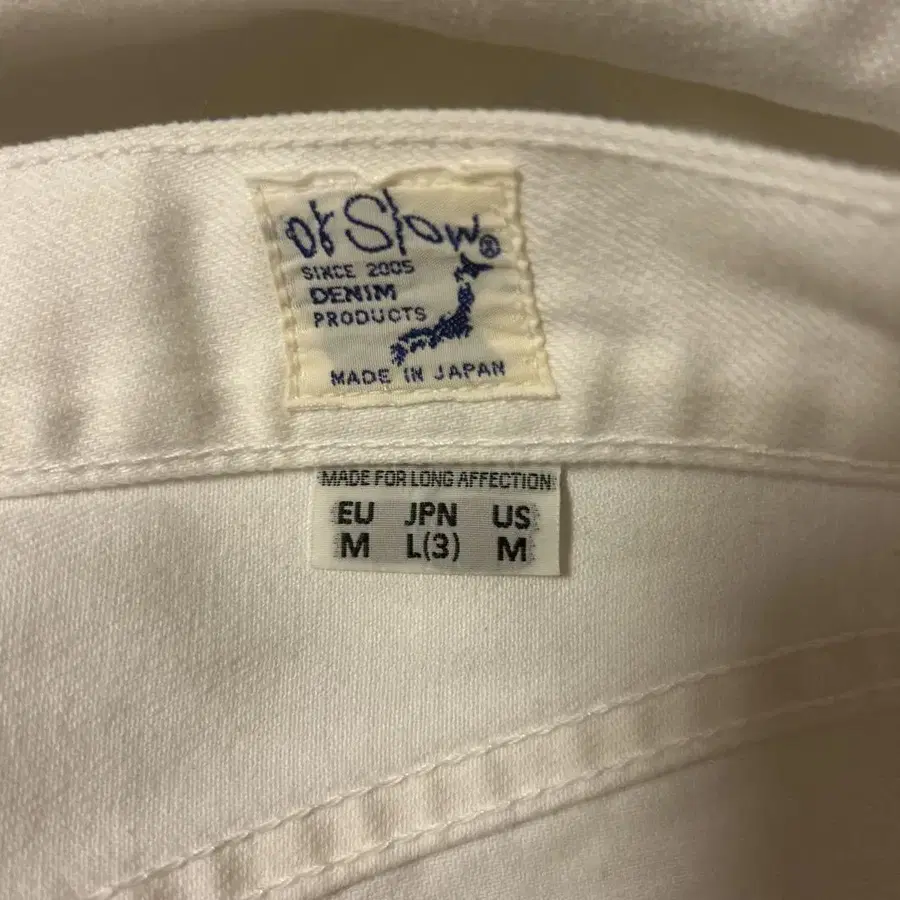 orSlow®
SINCE 2005
DENIM
PRODUCTS
MADE IN JAPAN
MADE FOR LONG AFFECTION
EU JPN US
M L(3) M